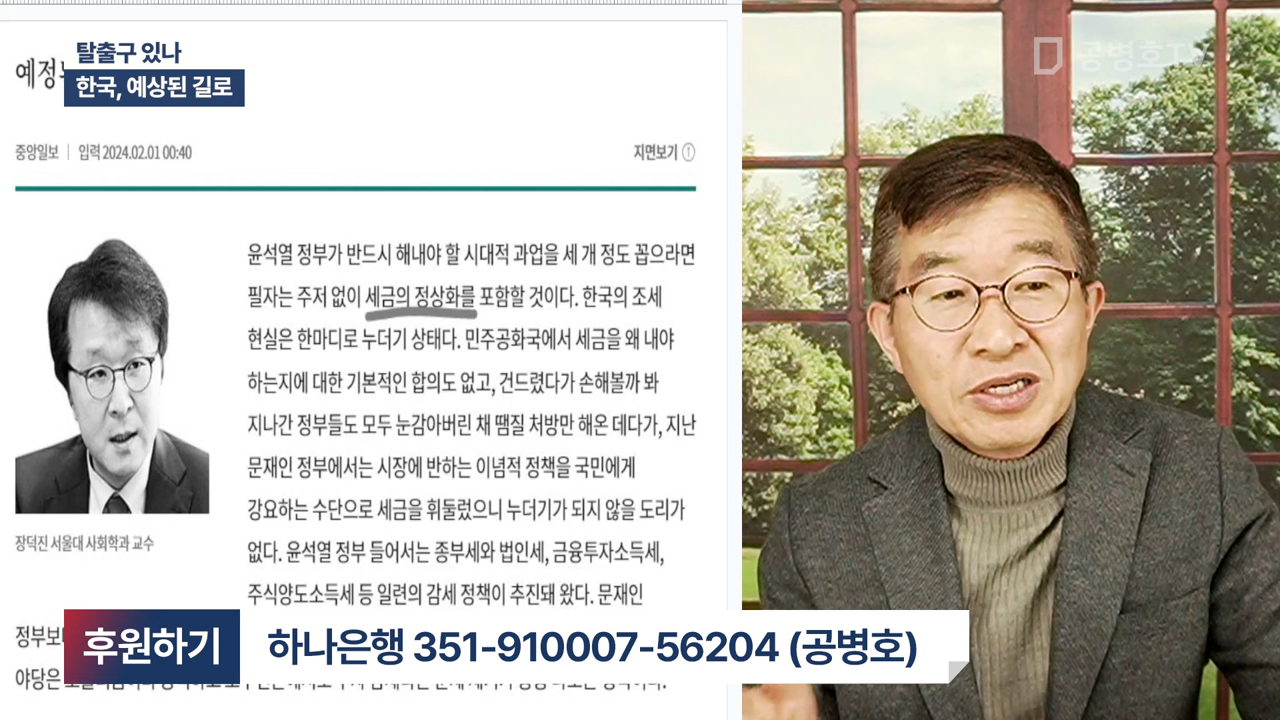 탈출구 있나
예정
한국, 예상된 길로
공병호TV
중앙일보 | 입력 2024.02.01 00:40
지면보기
윤석열 정부가 반드시 해내야 할 시대적 과업을 세 개 정도 꼽으라면
필자는 주저 없이 세금의 정상화를 포함할 것이다. 한국의 조세
현실은 한마디로 누더기 상태다. 민주공화국에서 세금을 왜 내야
하는지에 대한 기본적인 합의도 없고, 건드렸다가 손해볼까 봐
지나간 정부들도 모두 눈감아버린 채 땜질 처방만 해온 데다가, 지난
문재인 정부에서는 시장에 반하는 이념적 정책을 국민에게
강요하는 수단으로 세금을 휘둘렀으니 누더기가 되지 않을 도리가
없다. 윤석열 정부 들어서는 종부세와 법인세, 금융투자소득세,
주식양도소득세 등 일련의 감세 정책이 추진돼 왔다. 문재인
장덕진 서울대 사회학과 교수
정부보
야당은
후원하기
하나은행 351-910007-56204 (공병호)